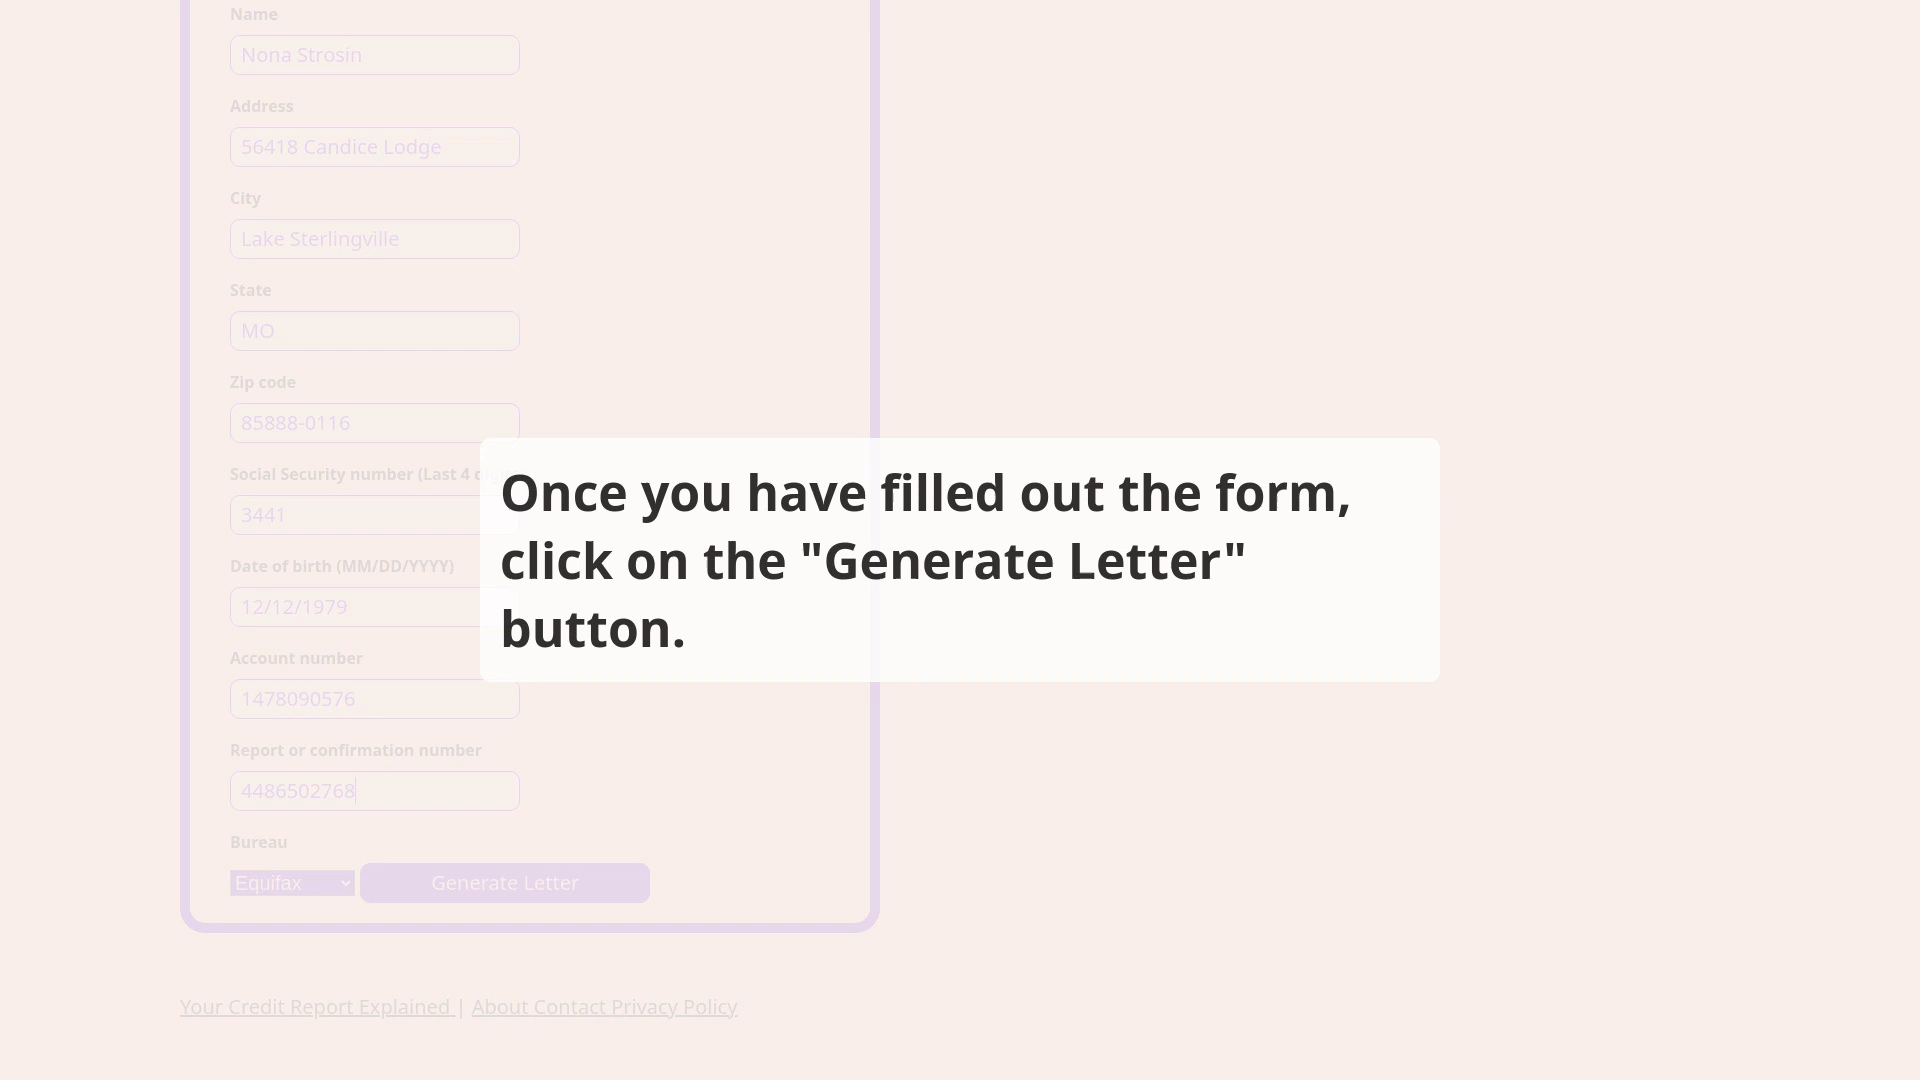 Name
Nona Strosin
Address
56418 Candice Lodge
City
Lake Sterlingville
State
MO
Zip code
85888-0116
Social Security number (Last 4
3441
Date of birth (MM/DD/YYYY)
12/12/1979
Account number
1478090576
Report or confirmation number
4486502768
Bureau
Equifax
Generate Letter
Once you have filled out the form,
click on the "Generate Letter"
button.
Your Credit Report Explained | About Contact Privacy Policy